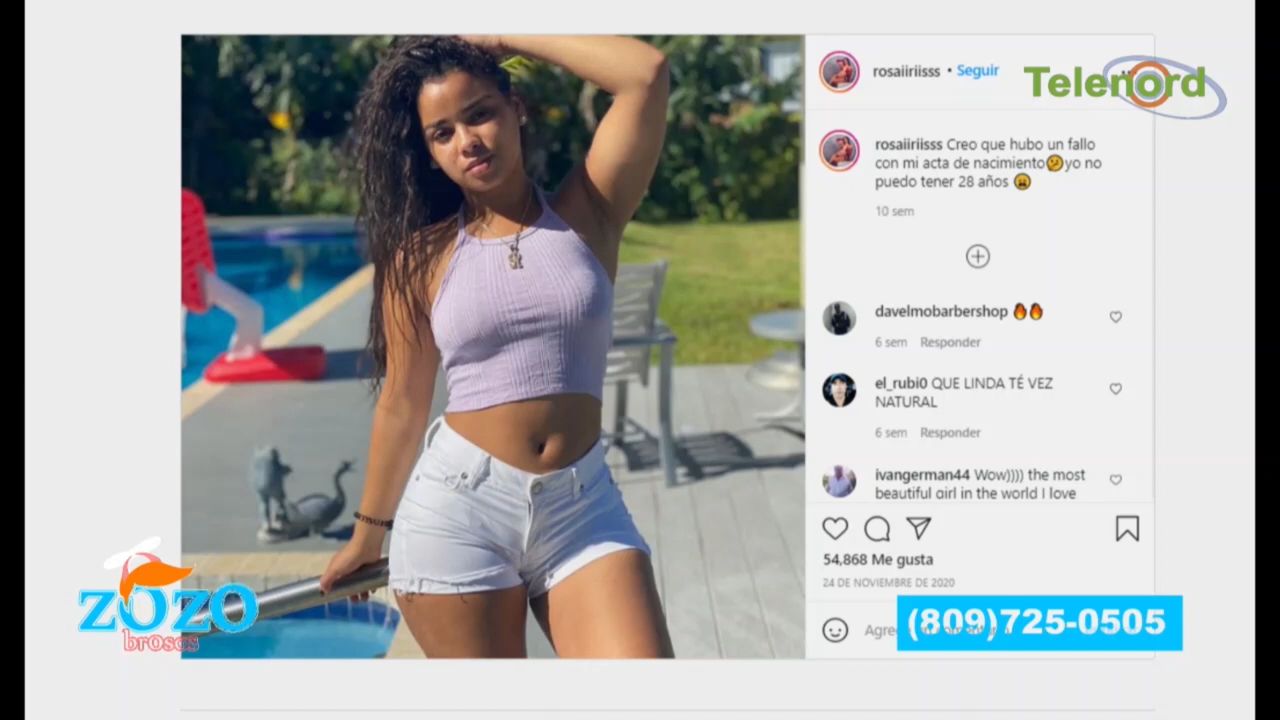 Telenord
rosaiiriisss • Seguir
rosaiiriisss Creo que hubo un fallo
con mi acta de nacimiento🤔yo no
puedo tener 28 años 😩
10 sem
davelmobarbershop 🔥🔥
6 sem Responder
el_rubi0 QUE LINDA TÉ VEZ
NATURAL
6 sem Responder
ivangerman44 Wow)))) the most
beautiful girl in the world I love
54,868 Me gusta
24 DE NOVIEMBRE DE 2020
(809)725-0505
ZOZO
brosos